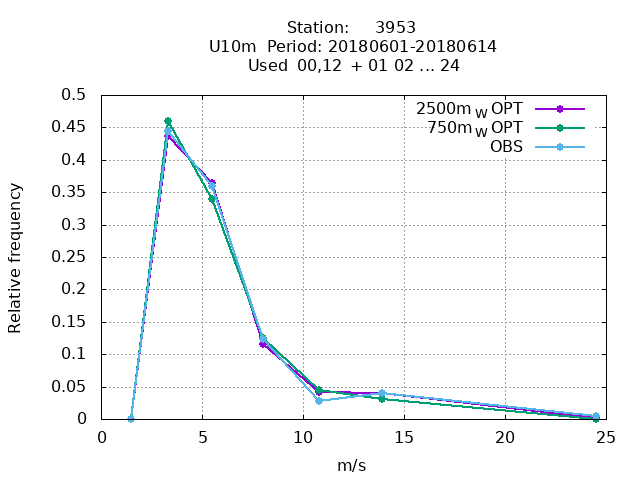 Station: 3953
U10m Period: 20180601-20180614
Used 00,12 + 01 02 ... 24
2500m W OPT
750m W OPT
OBS
0.5
0.45
0.4
0.35
0.3
0.25
0.2
0.15
0.1
0.05
0
Relative frequency
0 5 10 15 20 25
m/s